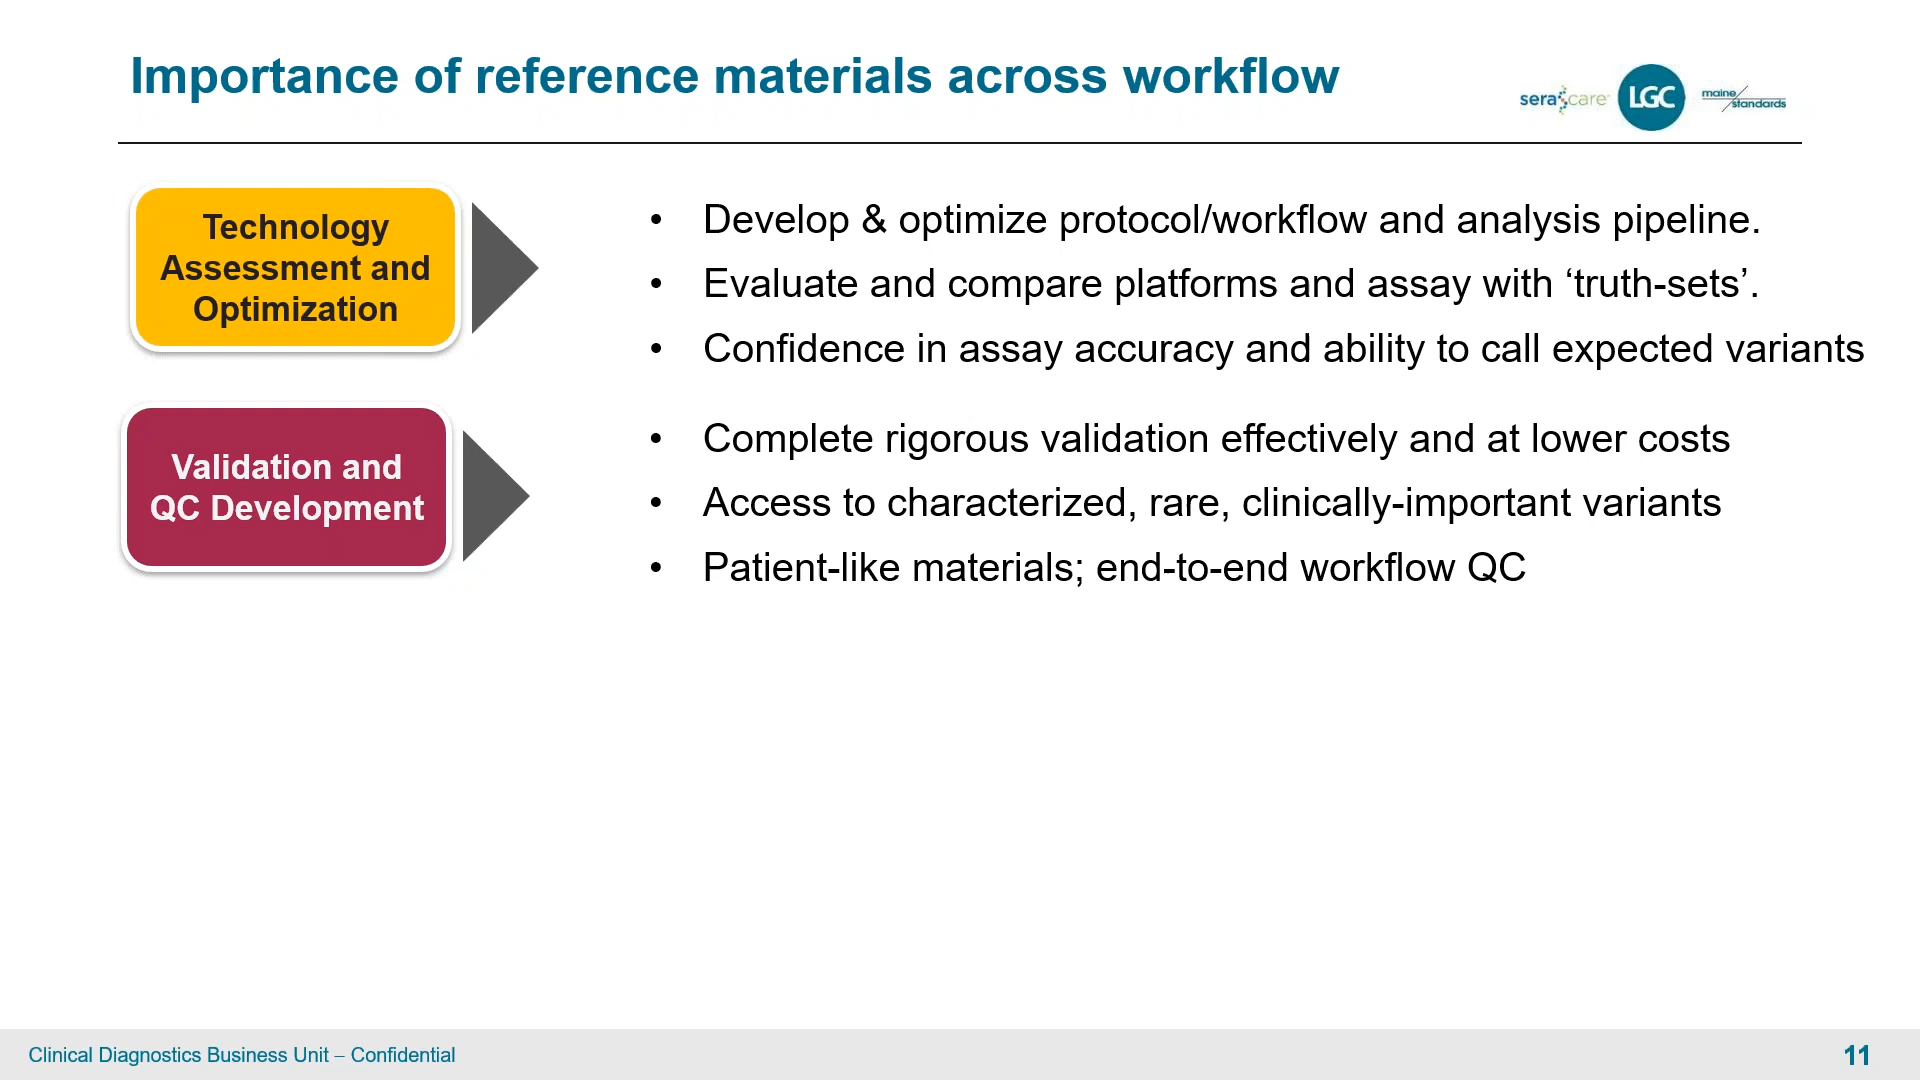 Importance of reference materials across workflow
seracare
LGC
maine standards
Technology
Assessment and
Optimization
• Develop & optimize protocol/workflow and analysis pipeline.
• Evaluate and compare platforms and assay with ‘truth-sets’.
• Confidence in assay accuracy and ability to call expected variants
Validation and
QC Development
• Complete rigorous validation effectively and at lower costs
• Access to characterized, rare, clinically-important variants
• Patient-like materials; end-to-end workflow QC
Clinical Diagnostics Business Unit – Confidential
11